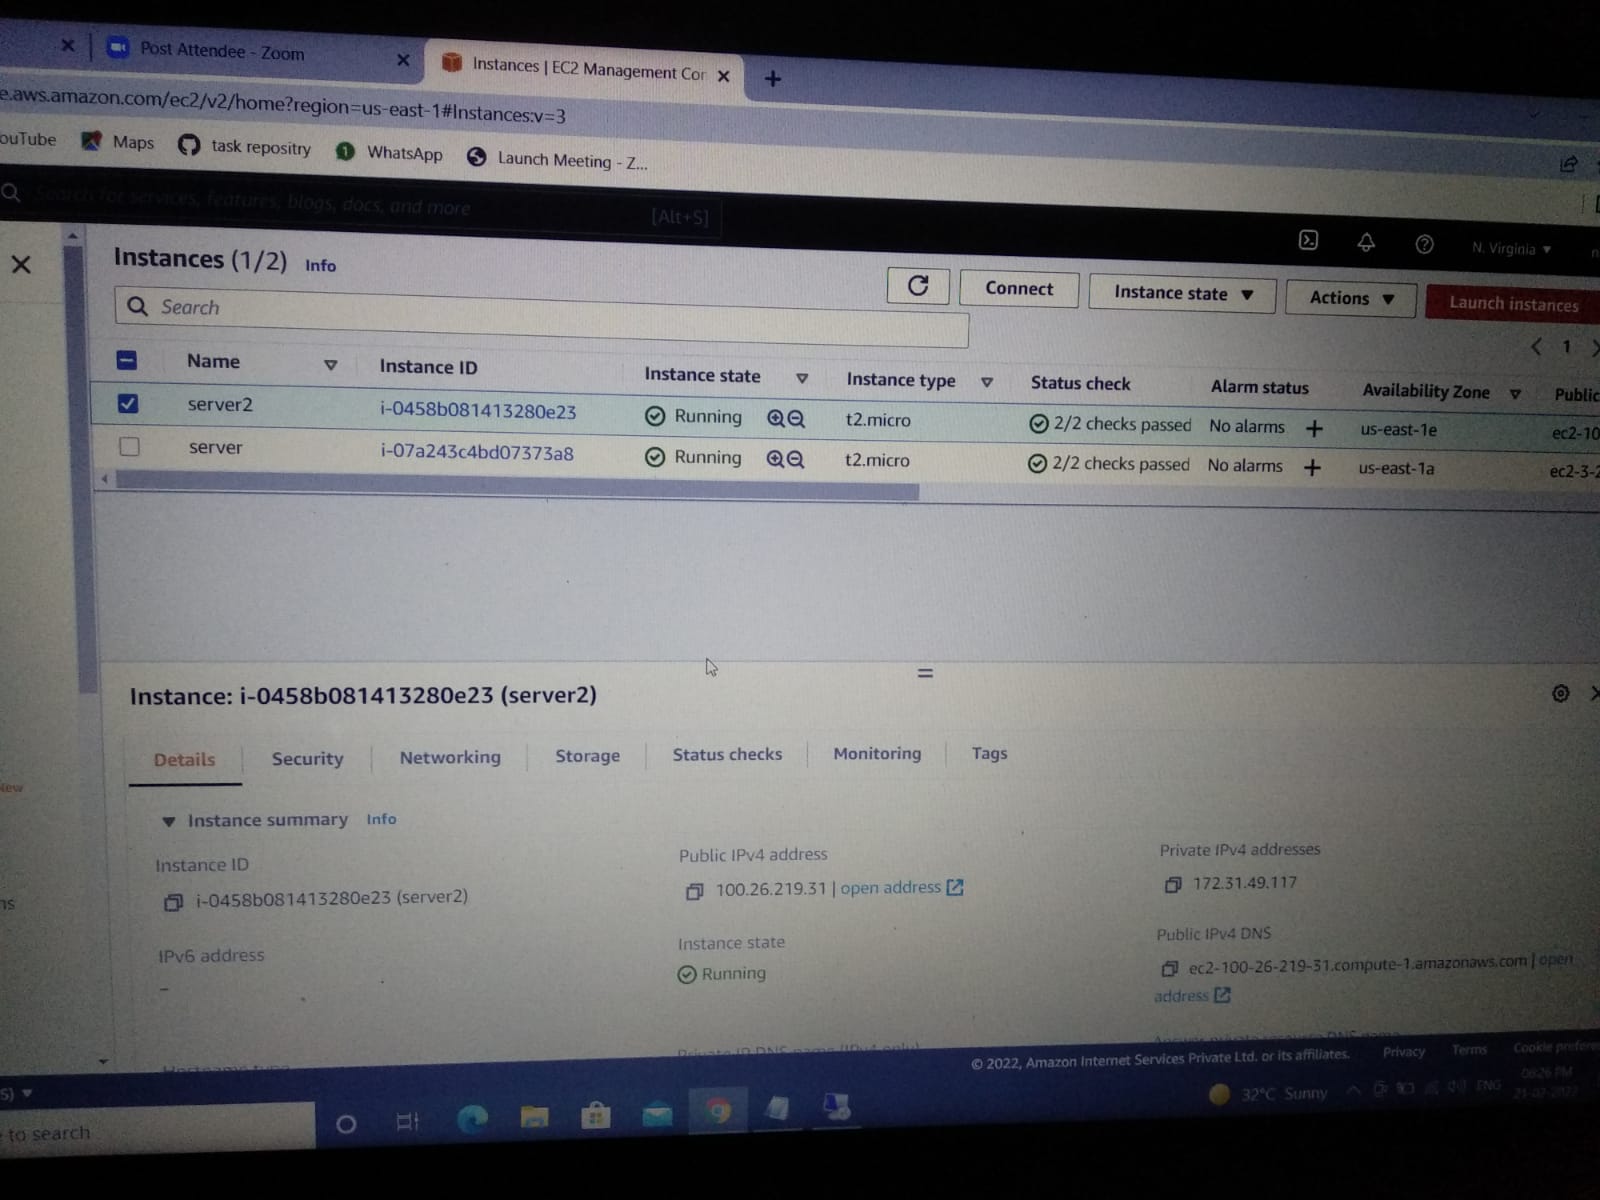 Post Attendee - Zoom
Instances | EC2 Management Cor
e.aws.amazon.com/ec2/v2/home?region=us-east-1#Instances:v=3
ouTube Maps task repositry WhatsApp Launch Meeting - Z...
Search for services, features, blogs, docs, and more [Alt+S]
N. Virginia
Instances (1/2) Info
Connect Instance state Actions Launch instances
Search
1
Name Instance ID Instance state Instance type Status check Alarm status Availability Zone Public
server2 i-0458b081413280e23 Running t2.micro 2/2 checks passed No alarms + us-east-1e ec2-10
server i-07a243c4bd07373a8 Running t2.micro 2/2 checks passed No alarms + us-east-1a ec2-3-2
Instance: i-0458b081413280e23 (server2)
Details Security Networking Storage Status checks Monitoring Tags
New
Instance summary Info
Instance ID
i-0458b081413280e23 (server2)
Public IPv4 address
100.26.219.31 | open address
Private IPv4 addresses
172.31.49.117
ns
IPv6 address
–
Instance state
Running
Public IPv4 DNS
ec2-100-26-219-31.compute-1.amazonaws.com | open
address
© 2022, Amazon Internet Services Private Ltd. or its affiliates. Privacy Terms Cookie prefere
S)
to search
32°C Sunny ENG
06:26 PM